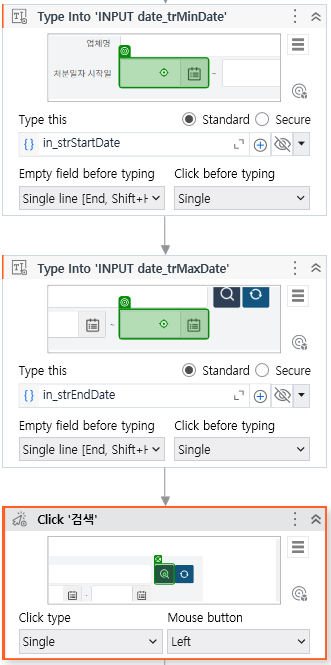 Type Into 'INPUT date_trMinDate'
업체명
처분일자 시작일
~
Type this
Standard
Secure
{ } in_strStartDate
Empty field before typing
Click before typing
Single line [End, Shift+H
Single
Type Into 'INPUT date_trMaxDate'
~
Type this
Standard
Secure
{ } in_strEndDate
Empty field before typing
Click before typing
Single line [End, Shift+H
Single
Click '검색'
~
Click type
Mouse button
Single
Left